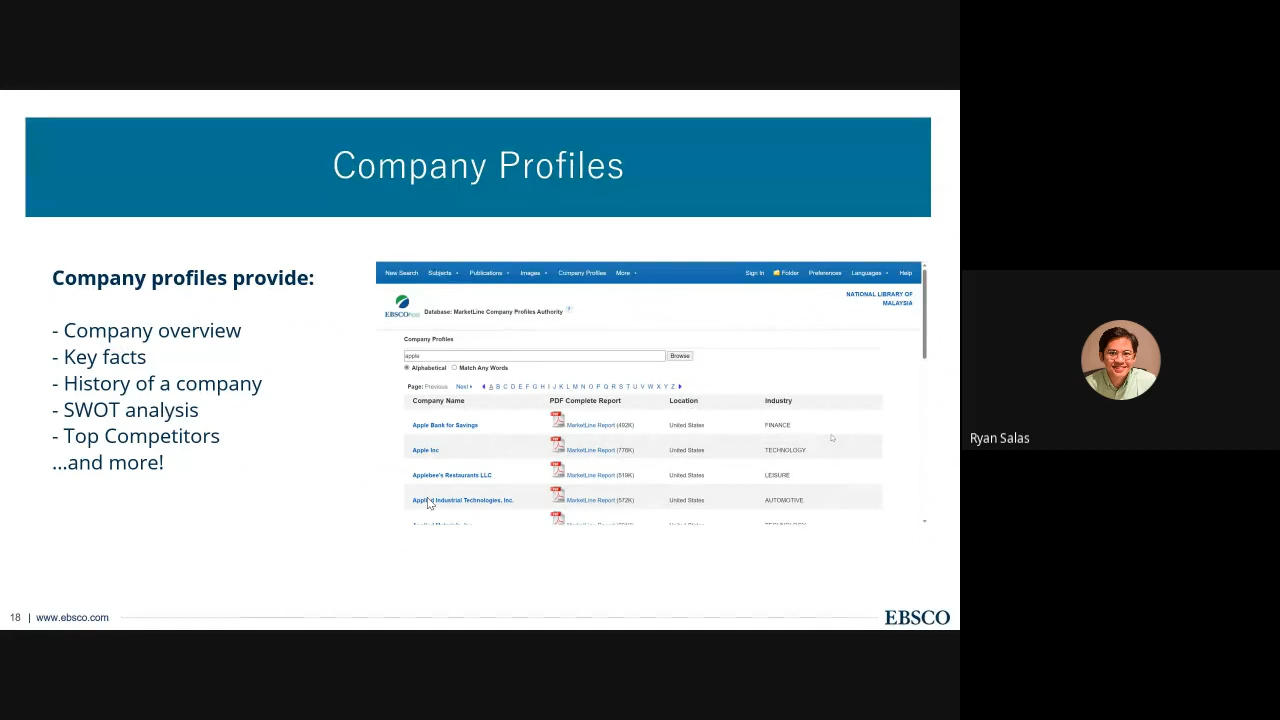 Company Profiles
Company profiles provide:
- Company overview
- Key facts
- History of a company
- SWOT analysis
- Top Competitors
...and more!
New Search Subjects Publications Images Company Profiles More Sign In Folder Preferences Languages Help
NATIONAL LIBRARY OF
MALAYSIA
EBSCO
Database: MarketLine Company Profiles Authority
Company Profiles
apple Browse
Alphabetical Match Any Words
Page: Previous Next A B C D E F G H I J K L M N O P Q R S T U V W X Y Z
Company Name PDF Complete Report Location Industry
Apple Bank for Savings MarketLine Report (492K) United States FINANCE
Apple Inc MarketLine Report (776K) United States TECHNOLOGY
Applebee's Restaurants LLC MarketLine Report (519K) United States LEISURE
Applied Industrial Technologies, Inc. MarketLine Report (572K) United States AUTOMOTIVE
18 | www.ebsco.com
EBSCO
Ryan Salas